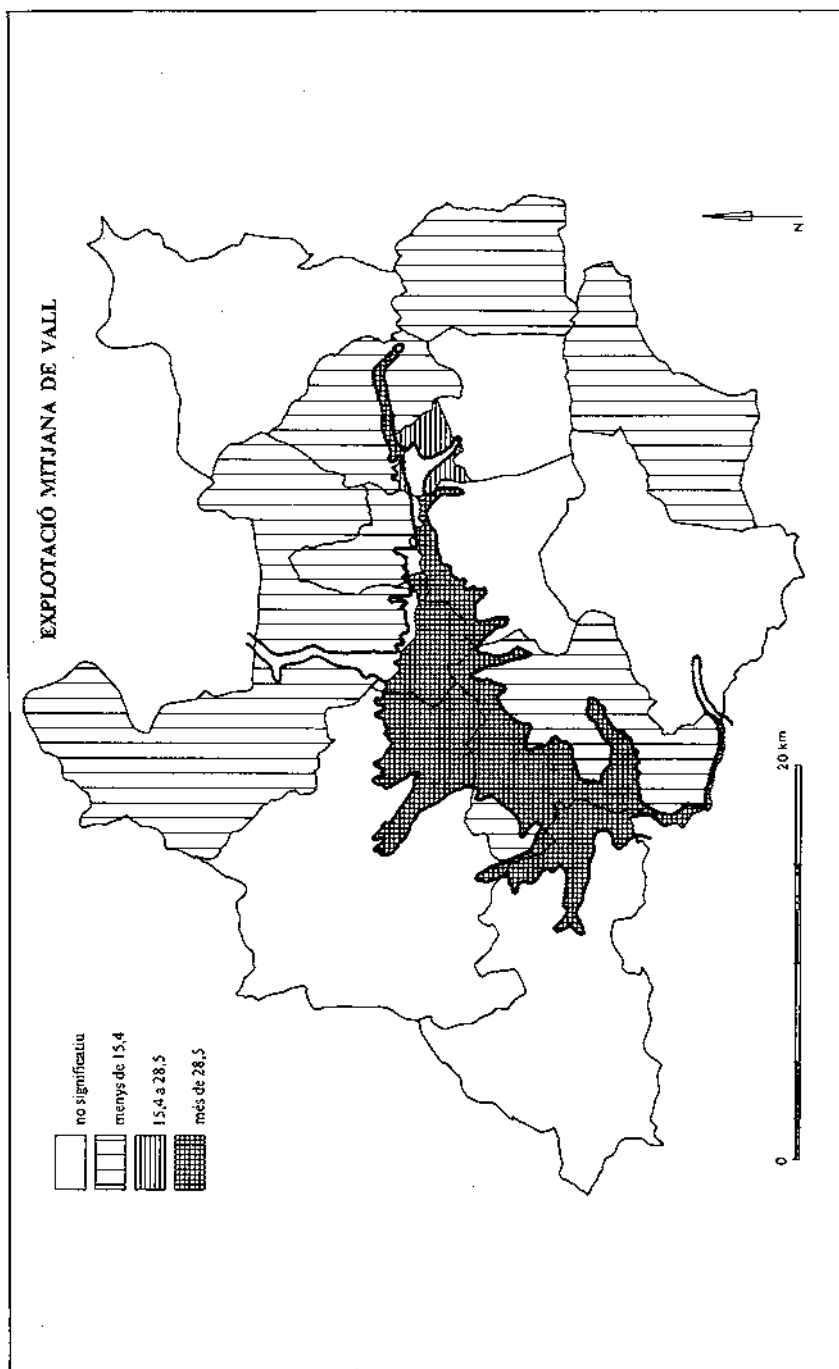 EXPLOTACIÓ MITJANA DE VALL
no significatiu
menys de 15,4
15,4 a 28,5
més de 28,5
0
20 km
N